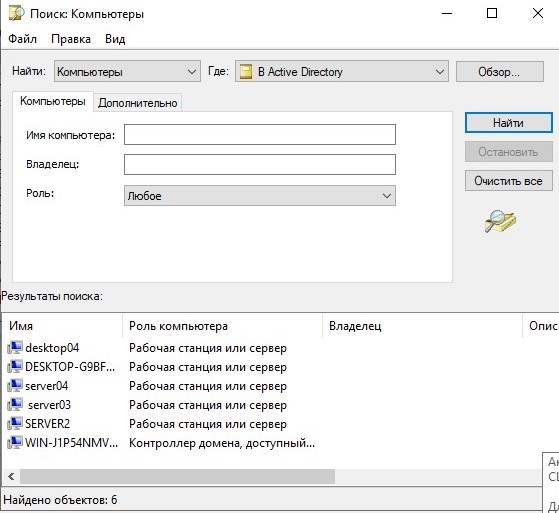 Поиск: Компьютеры
Файл Правка Вид
Найти: Компьютеры Где: В Active Directory Обзор...
Компьютеры Дополнительно
Имя компьютера:
Владелец:
Роль: Любое
Найти
Остановить
Очистить все
Результаты поиска:
Имя Роль компьютера Владелец Описа
desktop04 Рабочая станция или сервер
DESKTOP-G9BF... Рабочая станция или сервер
server04 Рабочая станция или сервер
server03 Рабочая станция или сервер
SERVER2 Рабочая станция или сервер
WIN-J1P54NMV... Контроллер домена, доступный...
Найдено объектов: 6